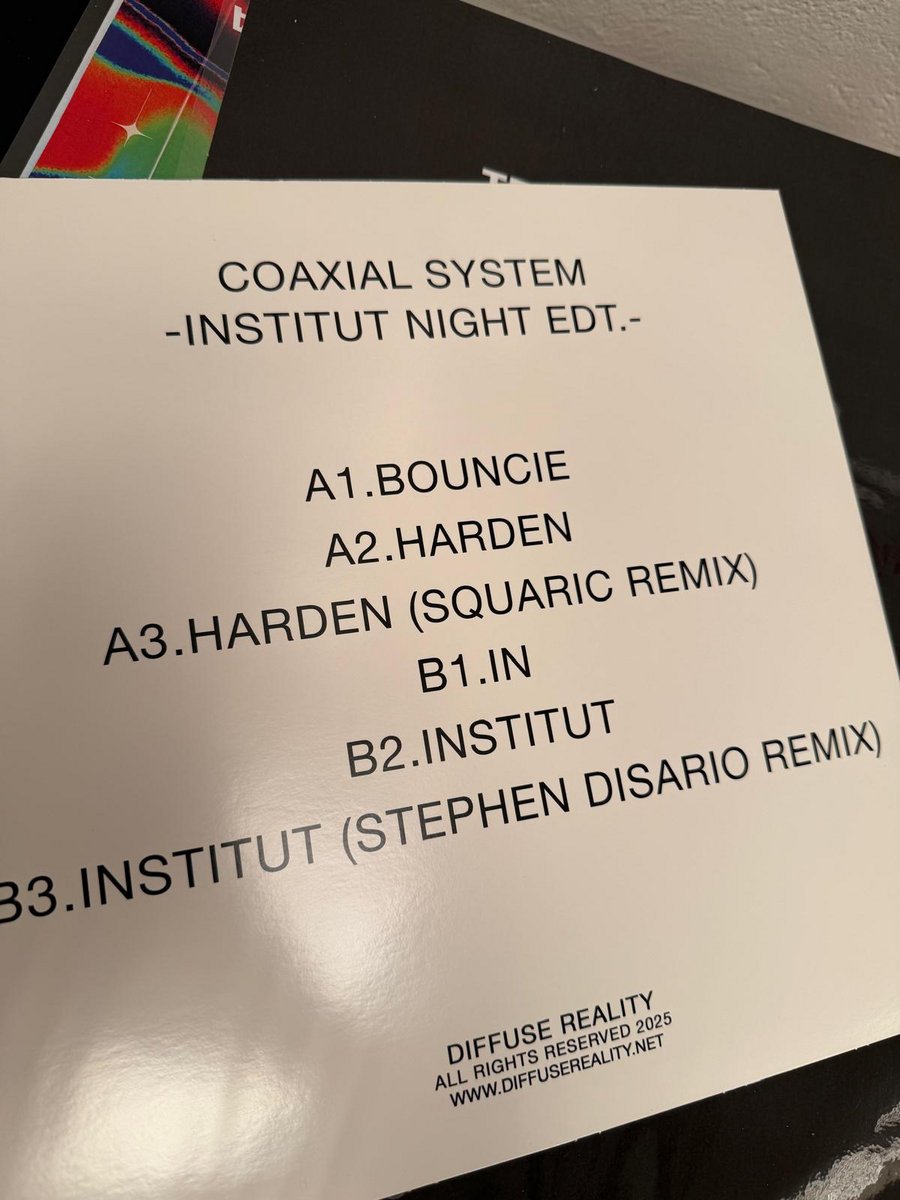 COAXIAL SYSTEM
-INSTITUT NIGHT EDT.-
A1.BOUNCIE
A2.HARDEN
A3.HARDEN (SQUARIC REMIX)
B1.IN
B2.INSTITUT
B3.INSTITUT (STEPHEN DISARIO REMIX)
DIFFUSE REALITY
ALL RIGHTS RESERVED 2025
WWW.DIFFUSEREALITY.NET